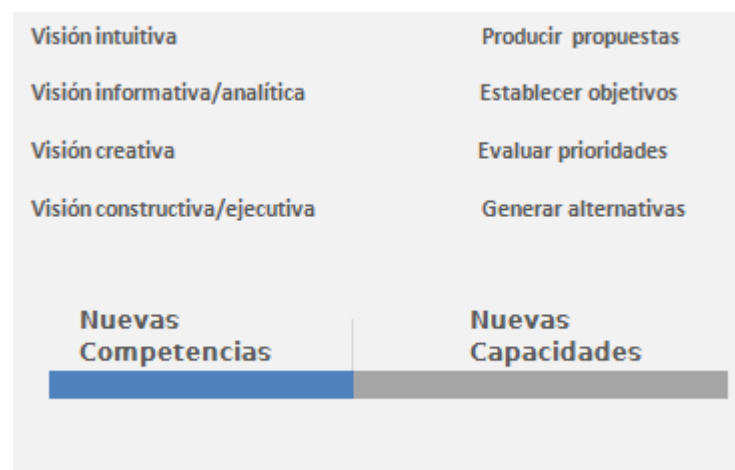 Visión intuitiva
Producir propuestas
Visión informativa/analítica
Establecer objetivos
Visión creativa
Evaluar prioridades
Visión constructiva/ejecutiva
Generar alternativas
Nuevas
Competencias
Nuevas
Capacidades